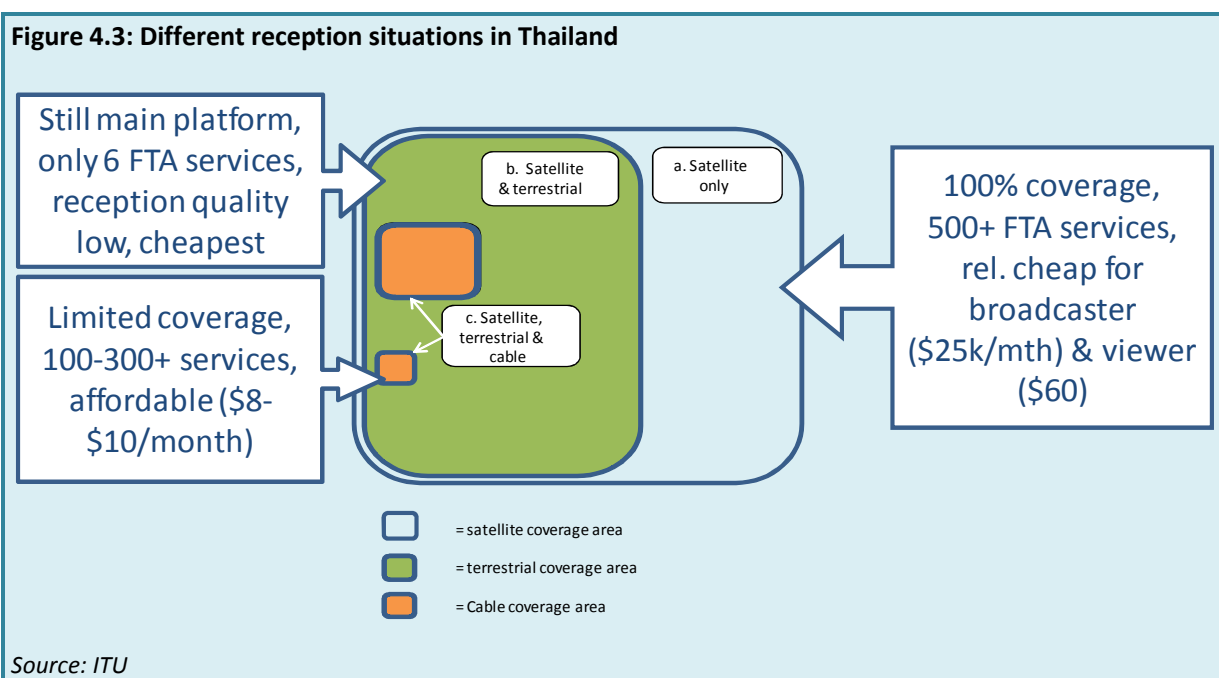 Figure 4.3: Different reception situations in Thailand
Still main platform,
only 6 FTA services,
reception quality
low, cheapest
Limited coverage,
100-300+ services,
affordable ($8-
$10/month)
b. Satellite
& terrestrial
a. Satellite
only
c. Satellite,
terrestrial &
cable
100% coverage,
500+ FTA services,
rel. cheap for
broadcaster
($25k/mth) & viewer
($60)
= satellite coverage area
= terrestrial coverage area
= Cable coverage area
Source: ITU